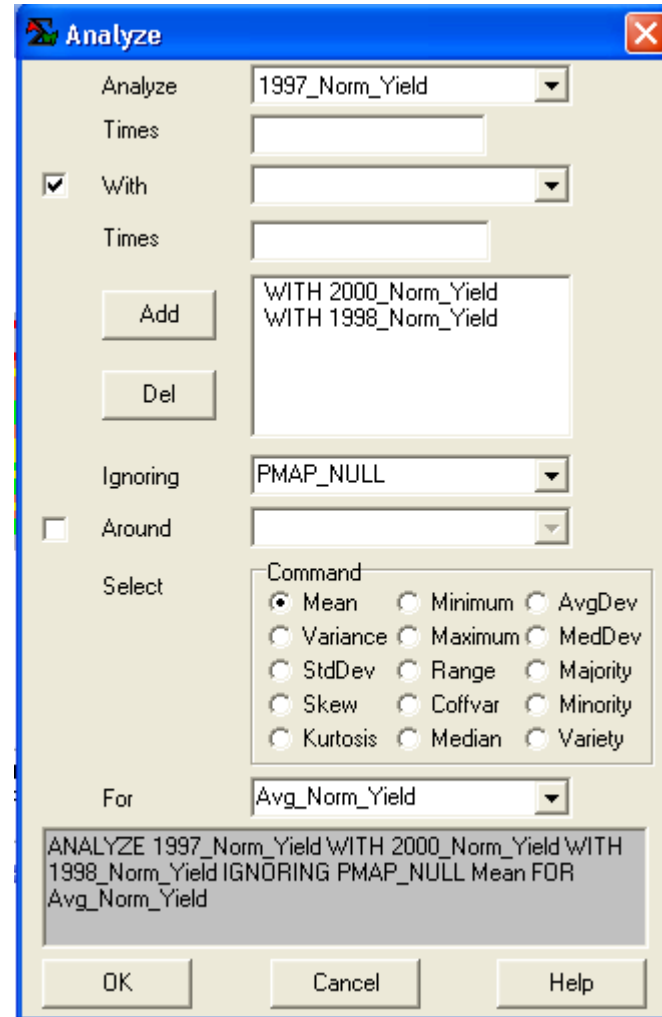 Analyze
Analyze 1997_Norm_Yield
Times
With
Times
Add
WITH 2000_Norm_Yield
WITH 1998_Norm_Yield
Del
Ignoring PMAP_NULL
Around
Select
Command
Mean Minimum AvgDev
Variance Maximum MedDev
StdDev Range Majority
Skew Coffvar Minority
Kurtosis Median Variety
For Avg_Norm_Yield
ANALYZE 1997_Norm_Yield WITH 2000_Norm_Yield WITH
1998_Norm_Yield IGNORING PMAP_NULL Mean FOR
Avg_Norm_Yield
OK Cancel Help